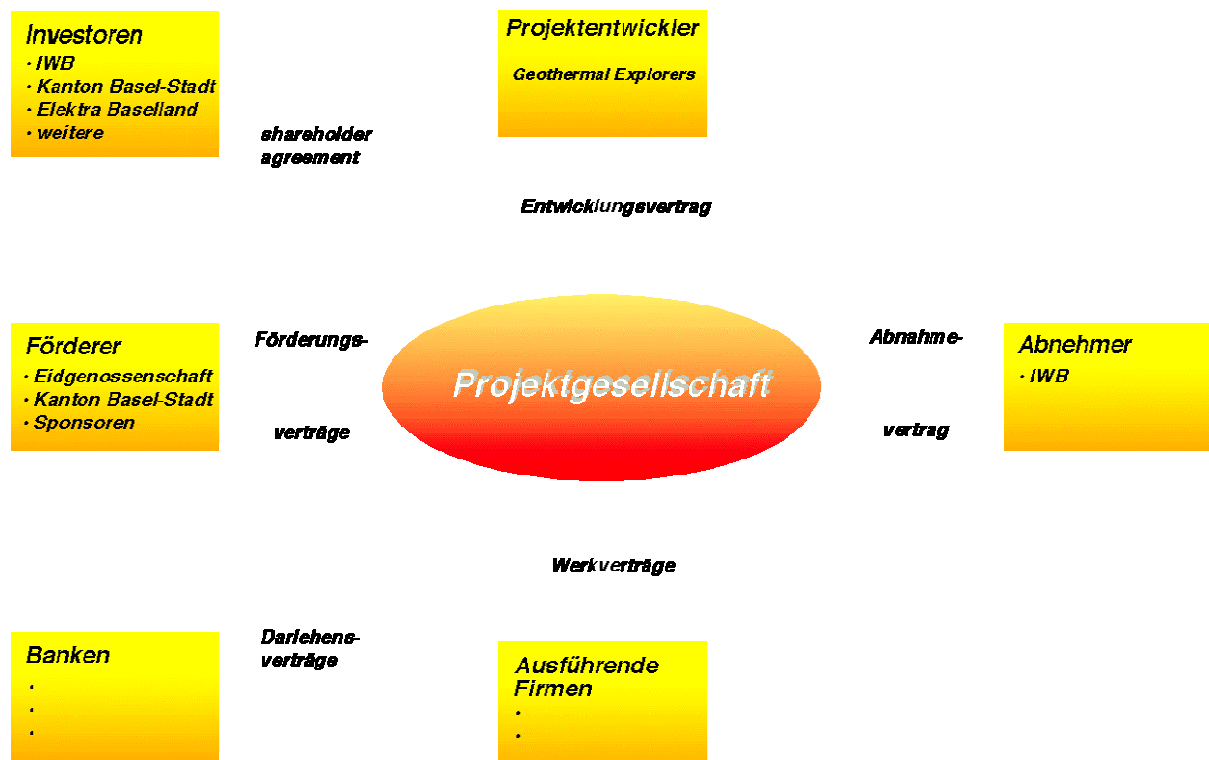 Investoren
· IWB
· Kanton Basel-Stadt
· Elektra Baselland
· weitere
Projektentwickler
Geothermal Explorers
shareholder
agreement
Entwicklungsvertrag
Förderer
· Eidgenossenschaft
· Kanton Basel-Stadt
· Sponsoren
Förderungs-
verträge
Projektgesellschaft
Abnahme-
vertrag
Abnehmer
· IWB
Werkverträge
Banken
·
·
·
Darlehens-
verträge
Ausführende
Firmen
·
·